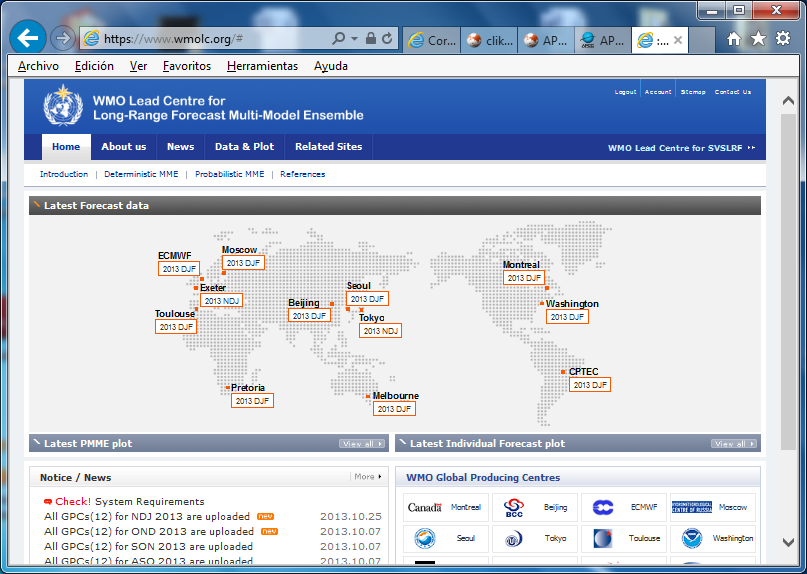 https://www.wmolc.org/#
Cor...
clik...
AP...
AP...
:...
Archivo Edición Ver Favoritos Herramientas Ayuda
WMO Lead Centre for
Long-Range Forecast Multi-Model Ensemble
Logout Account Sitemap Contact Us
Home About us News Data & Plot Related Sites
WMO Lead Centre for SVSLRF
Introduction | Deterministic MME | Probabilistic MME | References
Latest Forecast data
Moscow
2013 DJF
ECMWF
2013 DJF
Exeter
2013 NDJ
Toulouse
2013 DJF
Beijing
2013 DJF
Seoul
2013 DJF
Tokyo
2013 NDJ
Montreal
2013 DJF
Washington
2013 DJF
CPTEC
2013 DJF
Pretoria
2013 DJF
Melbourne
2013 DJF
Latest PMME plot View all
Latest Individual Forecast plot View all
Notice / News More
Check! System Requirements
All GPCs(12) for NDJ 2013 are uploaded new 2013.10.25
All GPCs(12) for OND 2013 are uploaded new 2013.10.07
All GPCs(12) for SON 2013 are uploaded 2013.10.07
All GPCs(12) for ASO 2013 are uploaded 2013.10.07
WMO Global Producing Centres
Canada Montreal
BCC Beijing
ECMWF
HYDROMETEOROLOGICAL CENTRE OF RUSSIA Moscow
Seoul
Tokyo
Toulouse
Washington